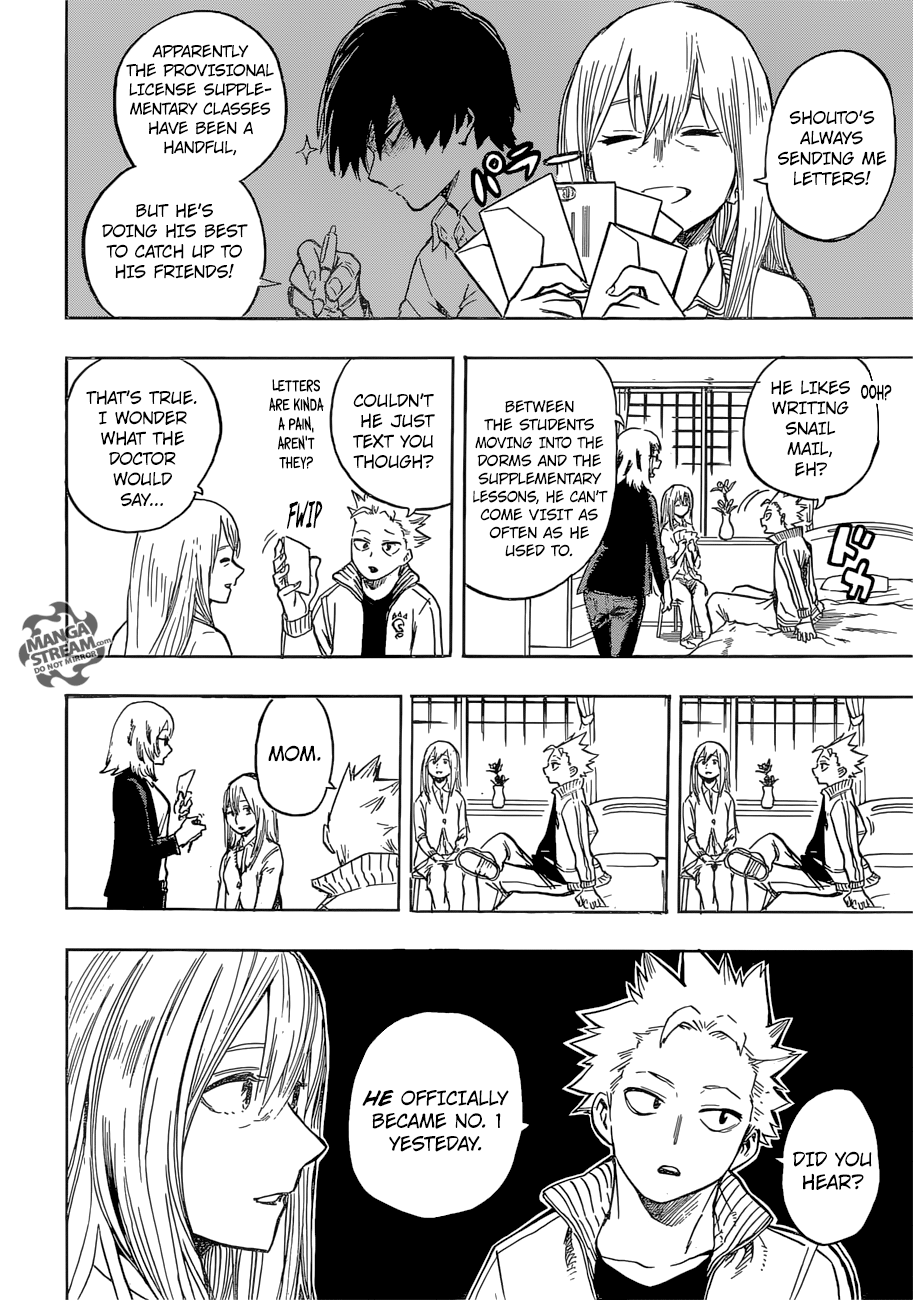 SHOUTO'S
ALWAYS
SENDING ME
LETTERS!
パラー
APPARENTLY
THE PROVISIONAL
LICENSE SUPPLE-
MENTARY CLASSES
HAVE BEEN A
HANDFUL,
BUT HE'S
DOING HIS BEST
TO CATCH UP TO
HIS FRIENDS!
OOH?
HE LIKES
WRITING
SNAIL
MAIL,
EH?
ドカ
BETWEEN
THE STUDENTS
MOVING INTO THE
DORMS AND THE
SUPPLEMENTARY
LESSONS, HE CAN'T
COME VISIT AS
OFTEN AS HE
USED TO.
COULDN'T
HE JUST
TEXT YOU
THOUGH?
LETTERS
ARE KINDA
A PAIN,
AREN'T
THEY?
FWIP
THAT'S TRUE.
I WONDER
WHAT THE
DOCTOR
WOULD
SAY...
MANGA
STREAM.com
DO NOT MIRROR
MOM.
DID YOU
HEAR?
HE OFFICIALLY
BECAME NO. 1
YESTEDAY.